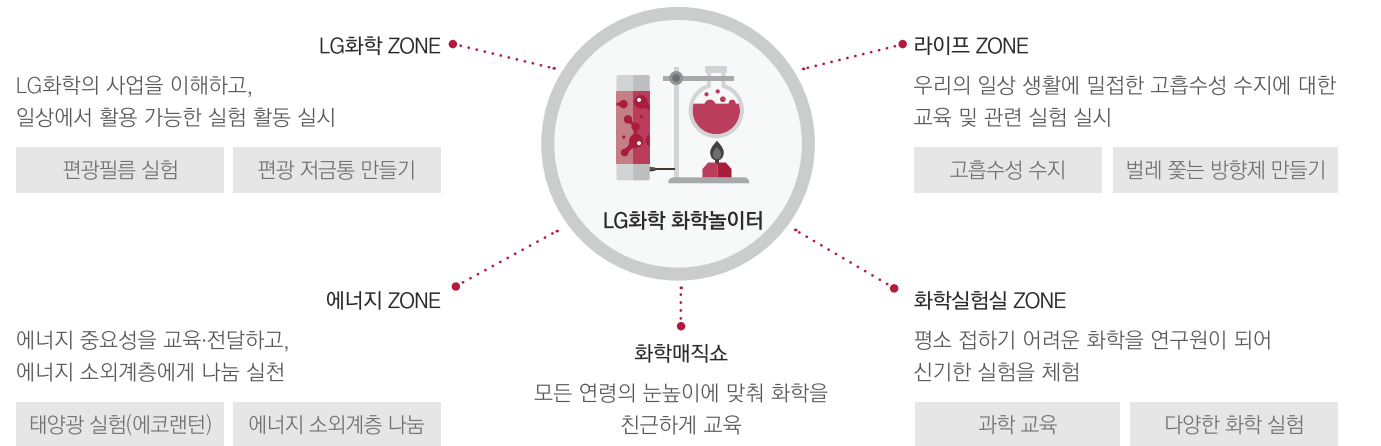 LG화학 ZONE
LG화학의 사업을 이해하고,
일상에서 활용 가능한 실험 활동 실시
편광필름 실험
편광 저금통 만들기
라이프 ZONE
우리의 일상 생활에 밀접한 고흡수성 수지에 대한
교육 및 관련 실험 실시
고흡수성 수지
벌레 쫓는 방향제 만들기
LG화학 화학놀이터
에너지 ZONE
에너지 중요성을 교육·전달하고,
에너지 소외계층에게 나눔 실천
태양광 실험(에코랜턴)
에너지 소외계층 나눔
화학매직쇼
모든 연령의 눈높이에 맞춰 화학을
친근하게 교육
화학실험실 ZONE
평소 접하기 어려운 화학을 연구원이 되어
신기한 실험을 체험
과학 교육
다양한 화학 실험